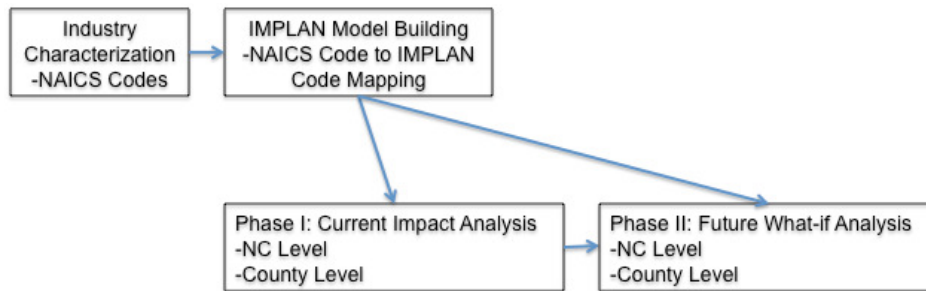 Industry
Characterization
-NAICS Codes
IMPLAN Model Building
-NAICS Code to IMPLAN
Code Mapping
Phase I: Current Impact Analysis
-NC Level
-County Level
Phase II: Future What-if Analysis
-NC Level
-County Level